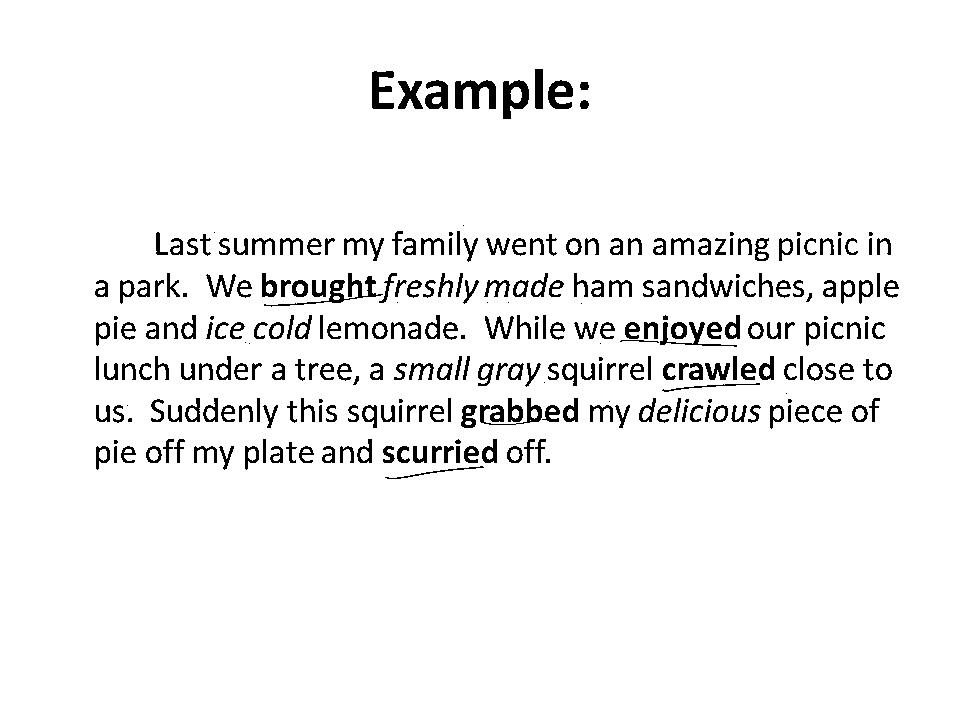 Example:
Last summer my family went on an amazing picnic in
a park.  We brought freshly made ham sandwiches, apple
pie and ice cold lemonade.  While we enjoyed our picnic
lunch under a tree, a small gray squirrel crawled close to
us.  Suddenly this squirrel grabbed my delicious piece of
pie off my plate and scurried off.